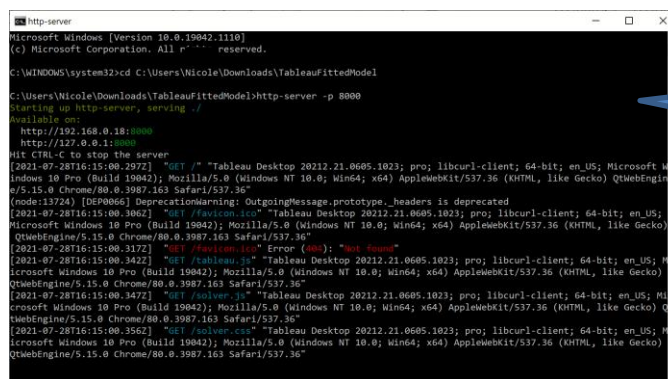 http-server
Microsoft Windows [Version 10.0.19042.1110]
(c) Microsoft Corporation. All reserved.
C:\WINDOWS\system32>cd C:\Users\Nicole\Downloads\TableauFittedModel
C:\Users\Nicole\Downloads\TableauFittedModel>http-server -p 8000
Starting up http-server, serving ./
Available on:
http://192.168.0.18:8000
http://127.0.0.1:8000
Hit CTRL-C to stop the server
[2021-07-28T16:15:00.297Z] "GET /" "Tableau Desktop 20212.21.0605.1023; pro; libcurl-client; 64-bit; en_US; Microsoft W
indows 10 Pro (Build 19042); Mozilla/5.0 (Windows NT 10.0; Win64; x64) AppleWebKit/537.36 (KHTML, like Gecko) QtWebEngin
e/5.15.0 Chrome/80.0.3987.163 Safari/537.36"
(node:13724) [DEP0066] DeprecationWarning: OutgoingMessage.prototype._headers is deprecated
[2021-07-28T16:15:00.306Z] "GET /favicon.ico" "Tableau Desktop 20212.21.0605.1023; pro; libcurl-client; 64-bit; en_US;
Microsoft Windows 10 Pro (Build 19042); Mozilla/5.0 (Windows NT 10.0; Win64; x64) AppleWebKit/537.36 (KHTML, like Gecko)
QtWebEngine/5.15.0 Chrome/80.0.3987.163 Safari/537.36"
[2021-07-28T16:15:00.317Z] "GET /favicon.ico" Error (404): "Not found"
[2021-07-28T16:15:00.342Z] "GET /tableau.js" "Tableau Desktop 20212.21.0605.1023; pro; libcurl-client; 64-bit; en_US; M
icrosoft Windows 10 Pro (Build 19042); Mozilla/5.0 (Windows NT 10.0; Win64; x64) AppleWebKit/537.36 (KHTML, like Gecko)
QtWebEngine/5.15.0 Chrome/80.0.3987.163 Safari/537.36"
[2021-07-28T16:15:00.347Z] "GET /solver.js" "Tableau Desktop 20212.21.0605.1023; pro; libcurl-client; 64-bit; en_US; Mi
crosoft Windows 10 Pro (Build 19042); Mozilla/5.0 (Windows NT 10.0; Win64; x64) AppleWebKit/537.36 (KHTML, like Gecko) Q
tWebEngine/5.15.0 Chrome/80.0.3987.163 Safari/537.36"
[2021-07-28T16:15:00.356Z] "GET /solver.css" "Tableau Desktop 20212.21.0605.1023; pro; libcurl-client; 64-bit; en_US; M
icrosoft Windows 10 Pro (Build 19042); Mozilla/5.0 (Windows NT 10.0; Win64; x64) AppleWebKit/537.36 (KHTML, like Gecko)
QtWebEngine/5.15.0 Chrome/80.0.3987.163 Safari/537.36"